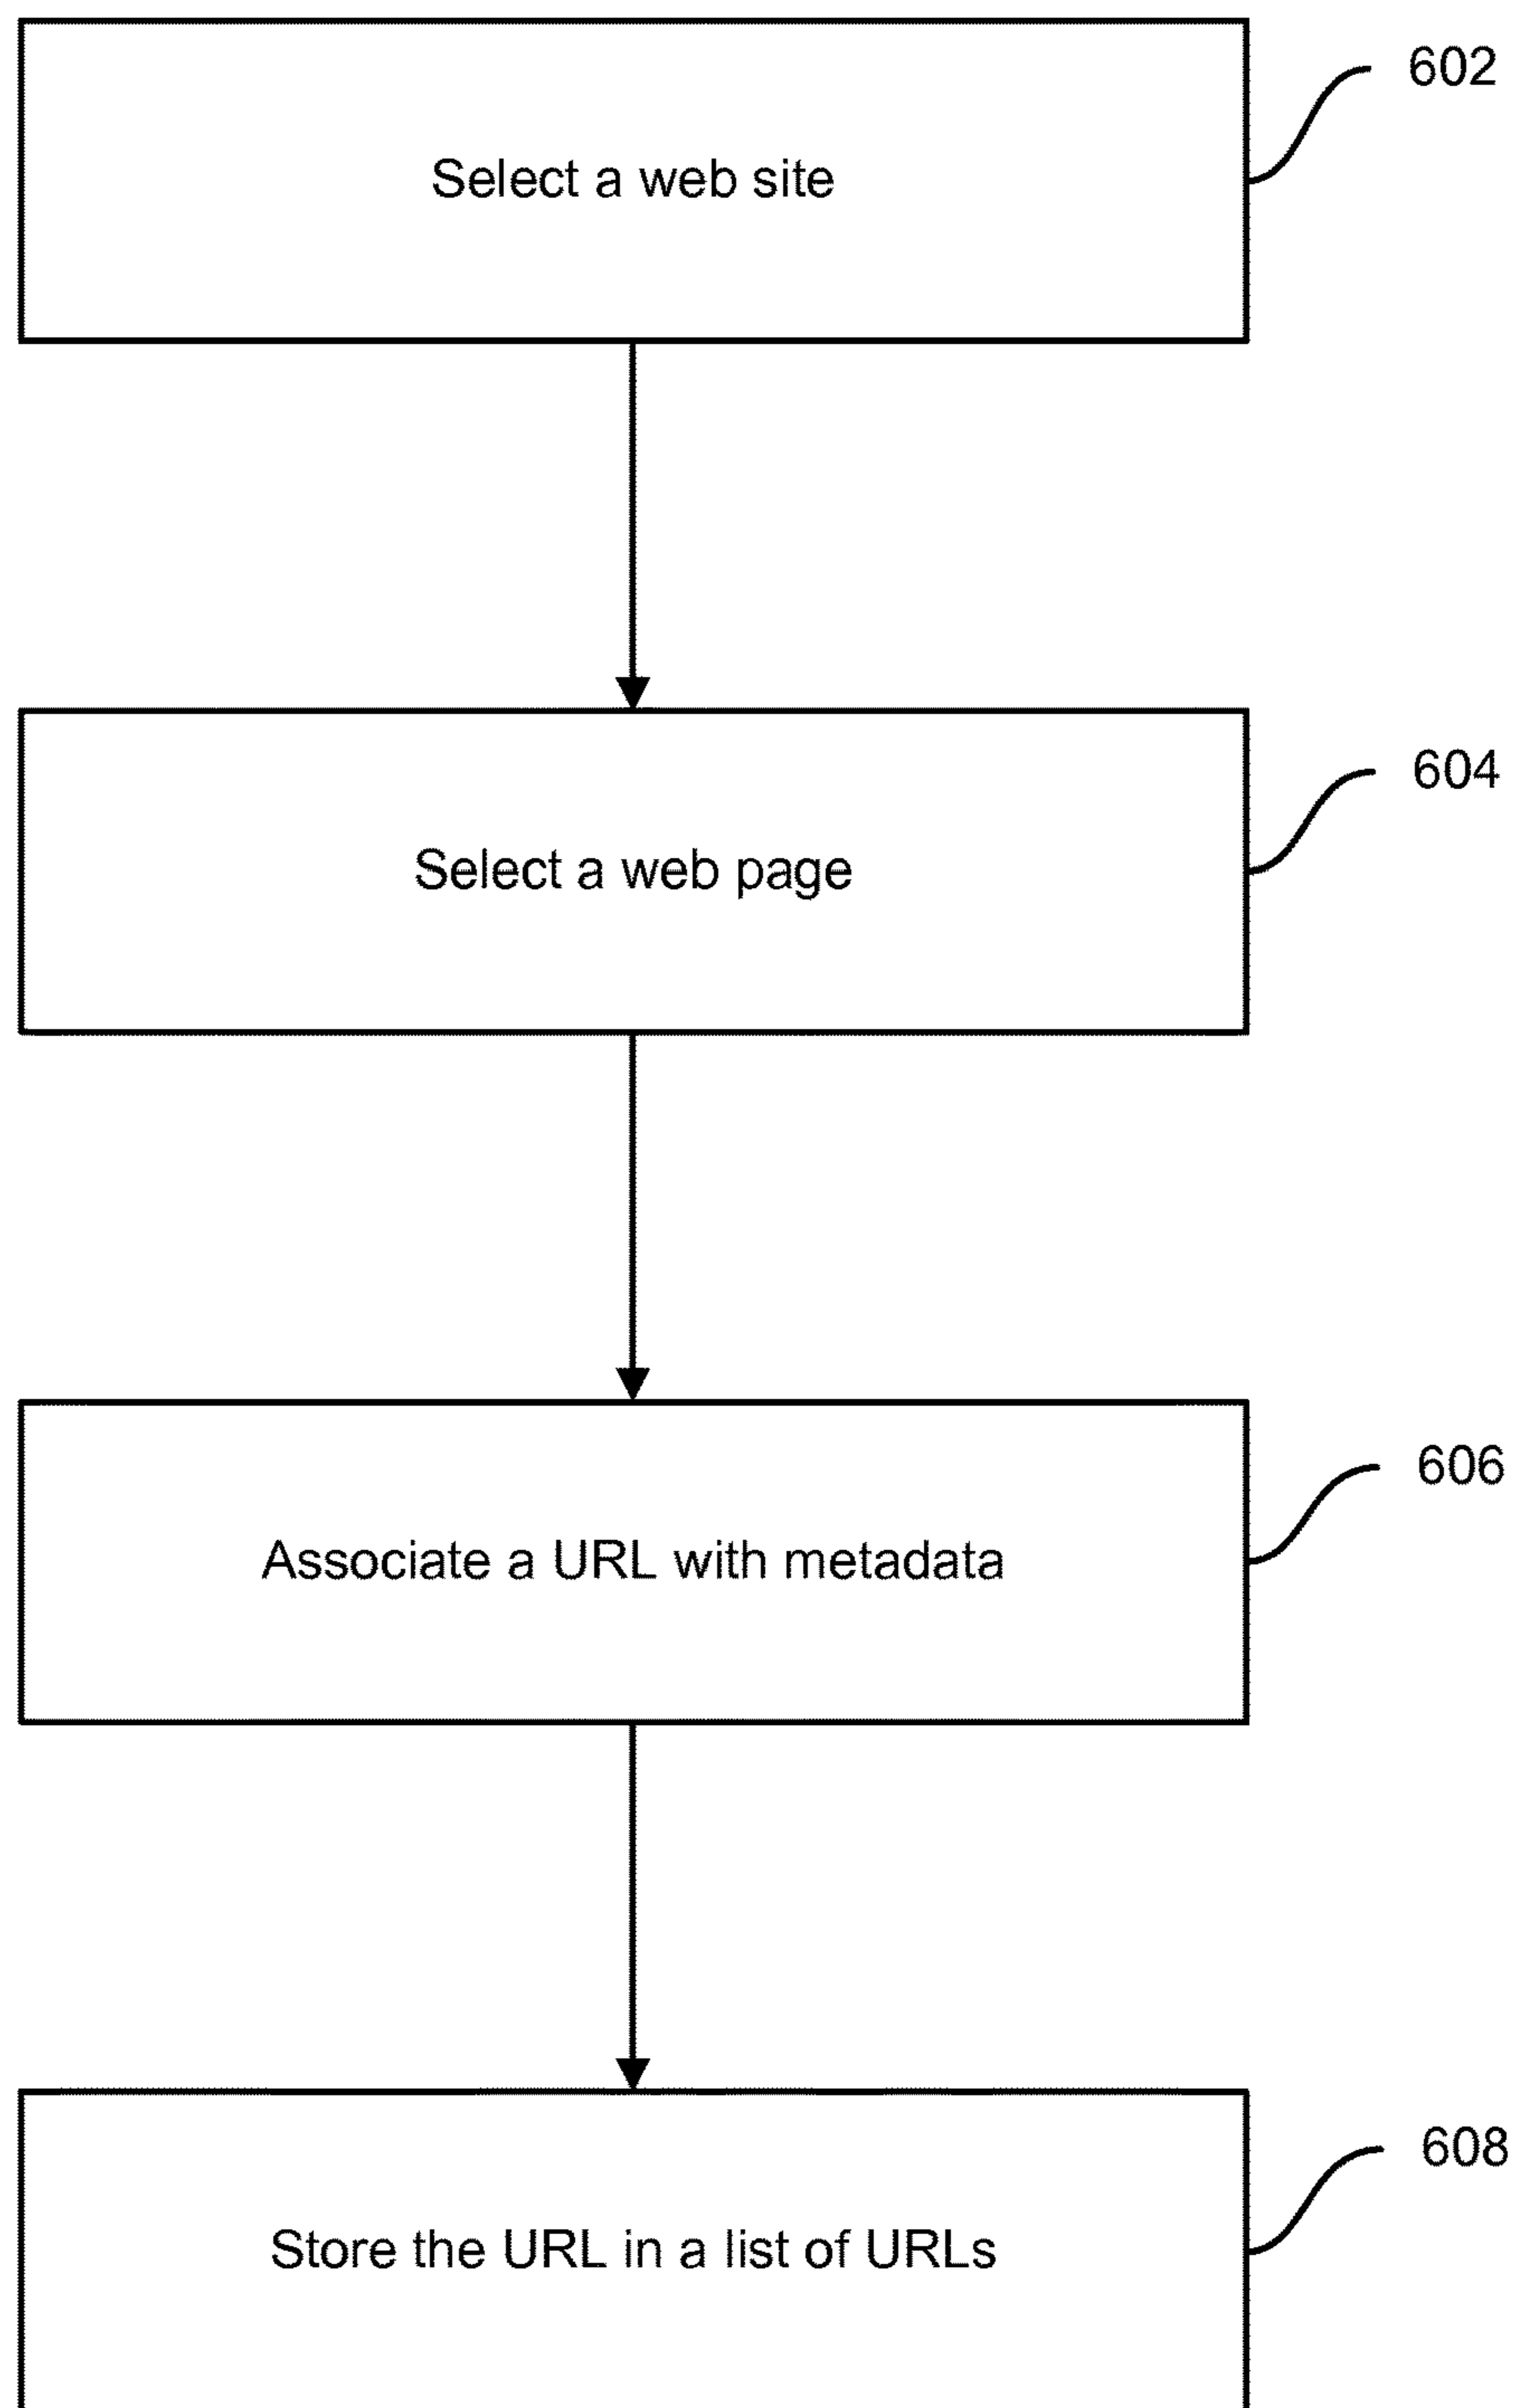 602
Select a web site
604
Select a web page
606
Associate a URL with metadata
608
Store the URL in a list of URLs